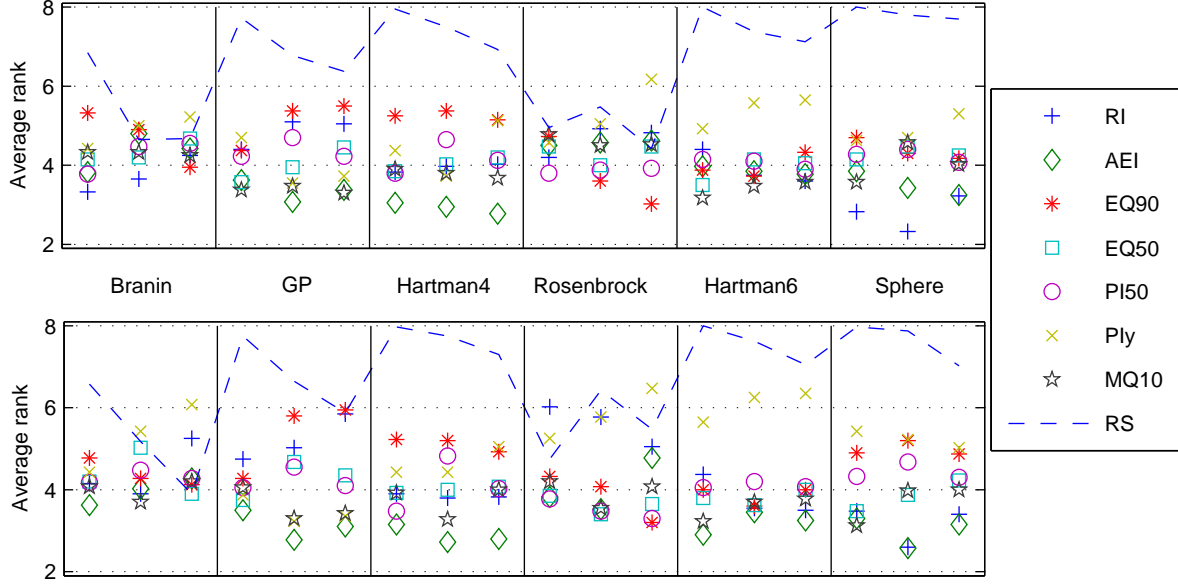 8
6
4
2
Average rank
Branin GP Hartman4 Rosenbrock Hartman6 Sphere
8
6
4
2
Average rank
RI
AEI
EQ90
EQ50
PI50
PIy
MQ10
RS